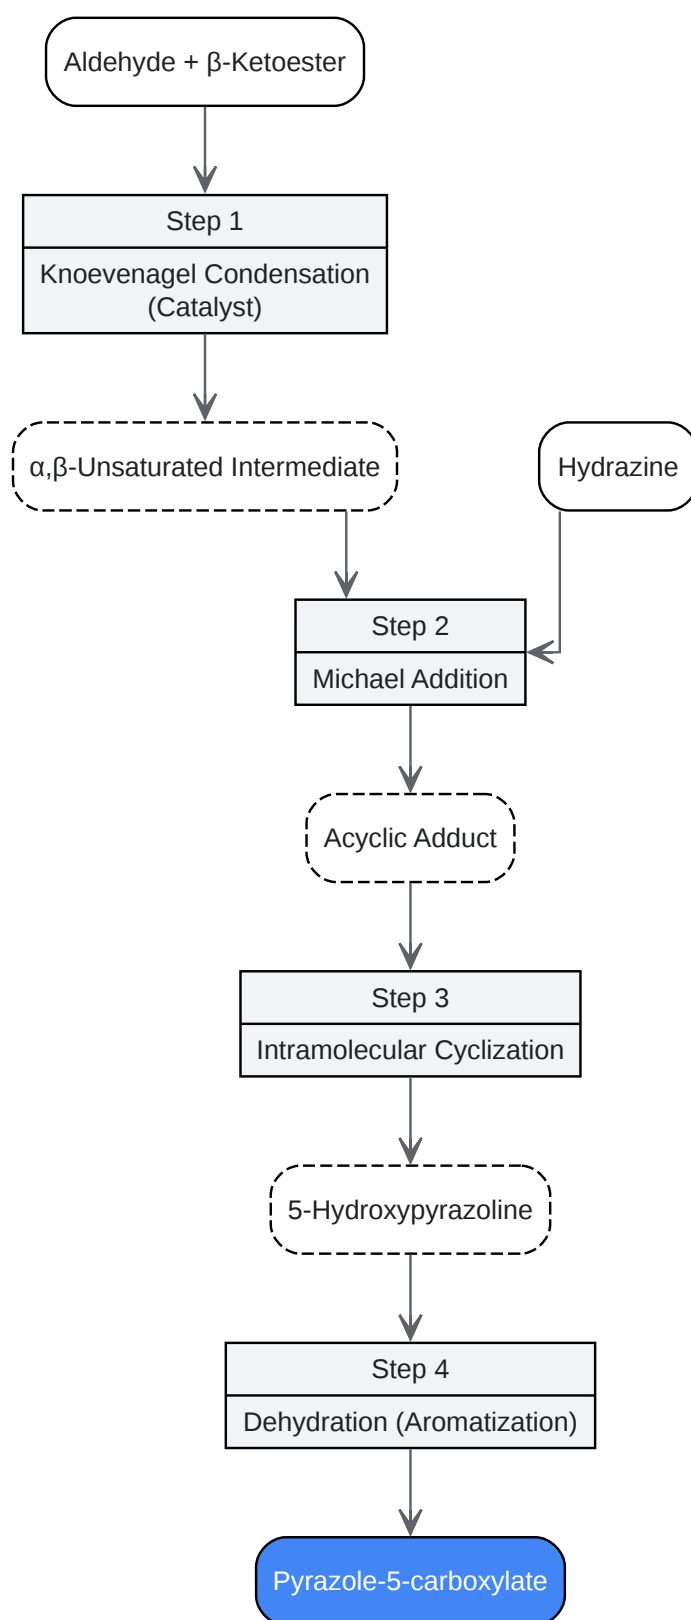 Aldehyde + β-Ketoester
Step 1
Knoevenagel Condensation
(Catalyst)
α,β-Unsaturated Intermediate
Hydrazine
Step 2
Michael Addition
Acyclic Adduct
Step 3
Intramolecular Cyclization
5-Hydroxypyrazoline
Step 4
Dehydration (Aromatization)
Pyrazole-5-carboxylate